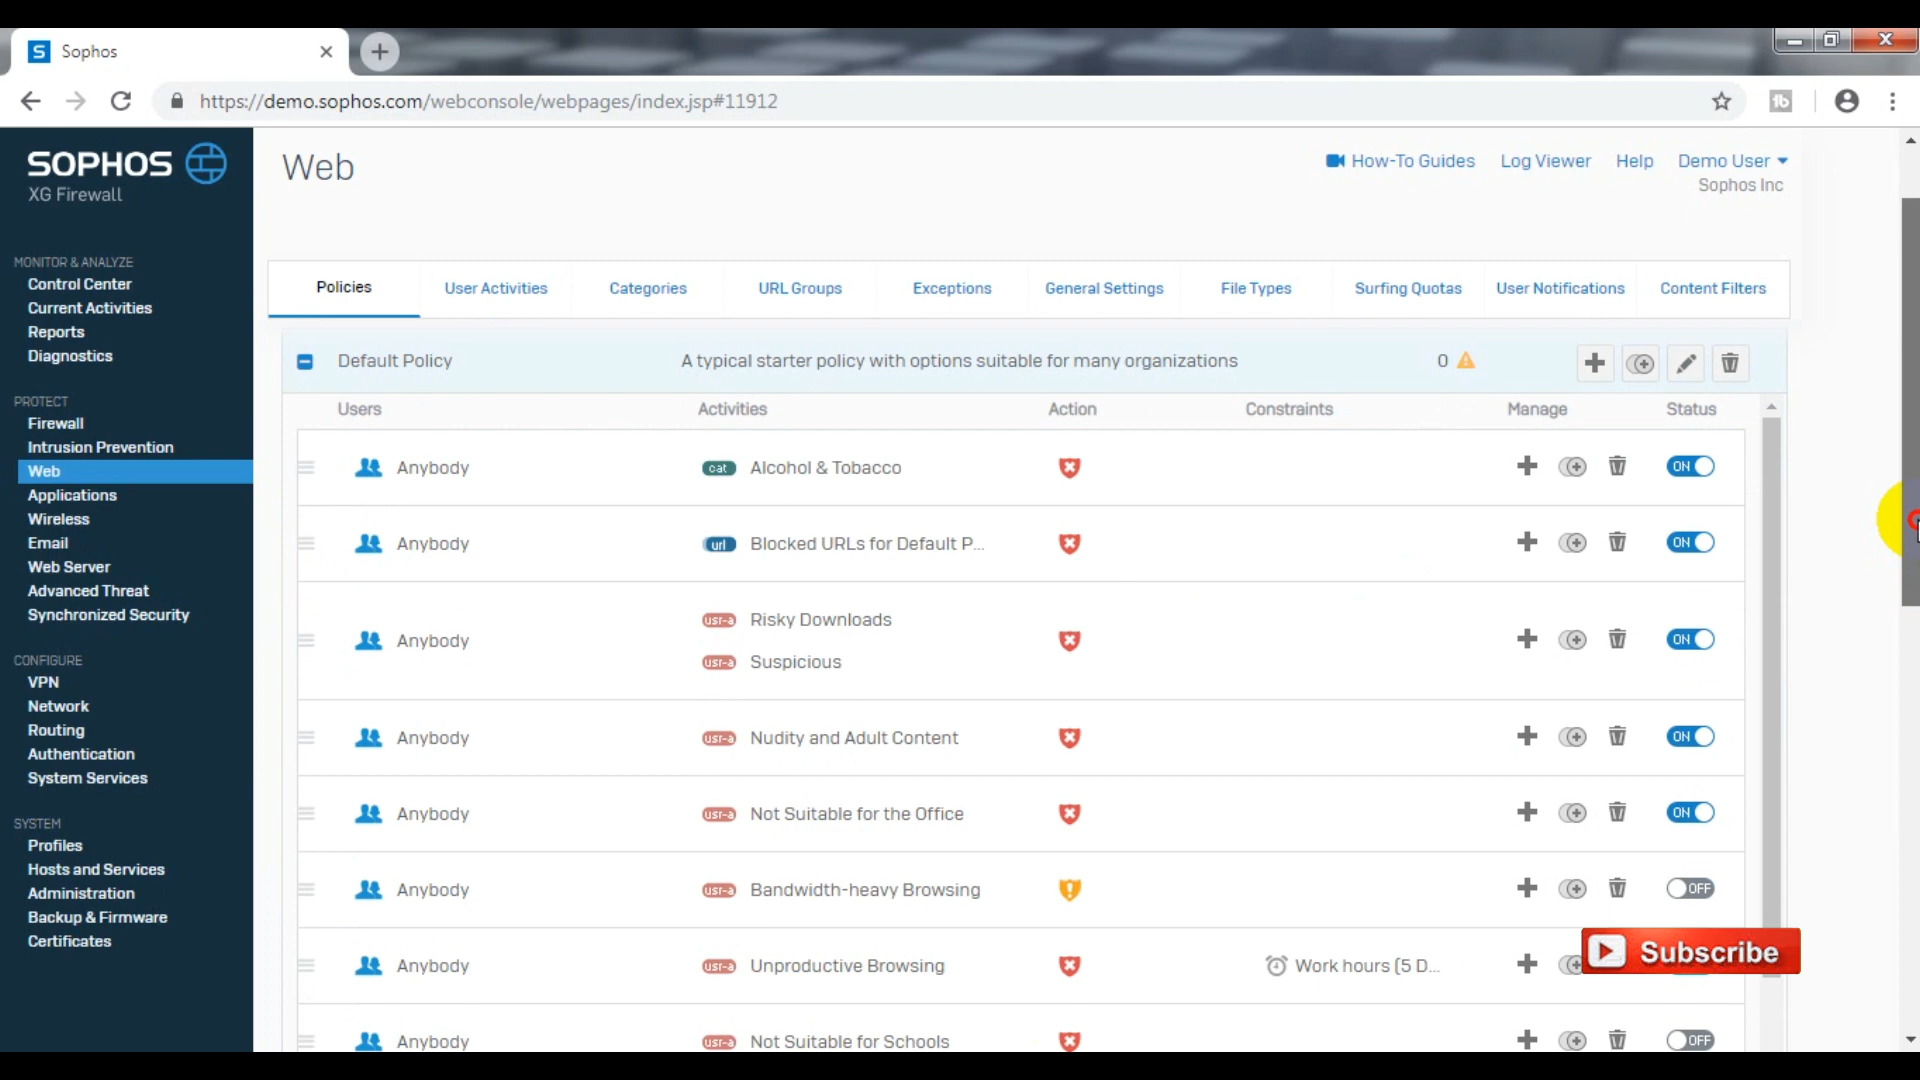 Sophos
https://demo.sophos.com/webconsole/webpages/index.jsp#11912
SOPHOS
XG Firewall
MONITOR & ANALYZE
Control Center
Current Activities
Reports
Diagnostics
PROTECT
Firewall
Intrusion Prevention
Web
Applications
Wireless
Email
Web Server
Advanced Threat
Synchronized Security
CONFIGURE
VPN
Network
Routing
Authentication
System Services
SYSTEM
Profiles
Hosts and Services
Administration
Backup & Firmware
Certificates
Web
How-To Guides Log Viewer Help Demo User
Sophos Inc
Policies User Activities Categories URL Groups Exceptions General Settings File Types Surfing Quotas User Notifications Content Filters
Default Policy A typical starter policy with options suitable for many organizations 0
Users Activities Action Constraints Manage Status
Anybody cat Alcohol & Tobacco ON
Anybody url Blocked URLs for Default P... ON
usr-a Risky Downloads
Anybody ON
usr-a Suspicious
Anybody usr-a Nudity and Adult Content ON
Anybody usr-a Not Suitable for the Office ON
Anybody usr-a Bandwidth-heavy Browsing OFF
Anybody usr-a Unproductive Browsing Work hours (5 D...
Subscribe
Anybody usr-a Not Suitable for Schools OFF